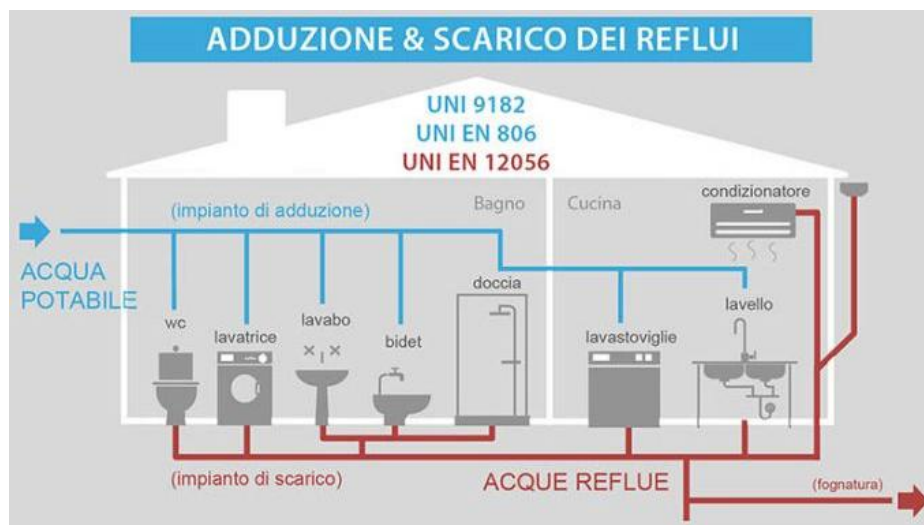 ADDUZIONE & SCARICO DEI REFLUI
UNI 9182
UNI EN 806
UNI EN 12056
condizionatore
(impianto di adduzione)
Bagno
Cucina
ACQUA
POTABILE
doccia
wc
lavatrice
lavabo
bidet
lavastoviglie
lavello
(impianto di scarico)
ACQUE REFLUE
(fognatura)